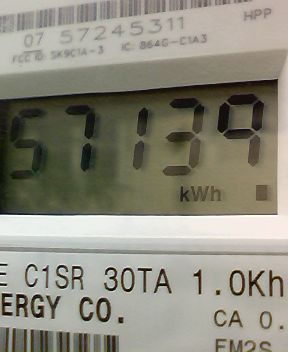 HPP
07 57245311
FCC ID: SK9C1A-3 IC: 864G-C1A3
57139
kWh
E C1SR 30TA 1.0Kh
ERGY CO.
CA 0.
FM2S